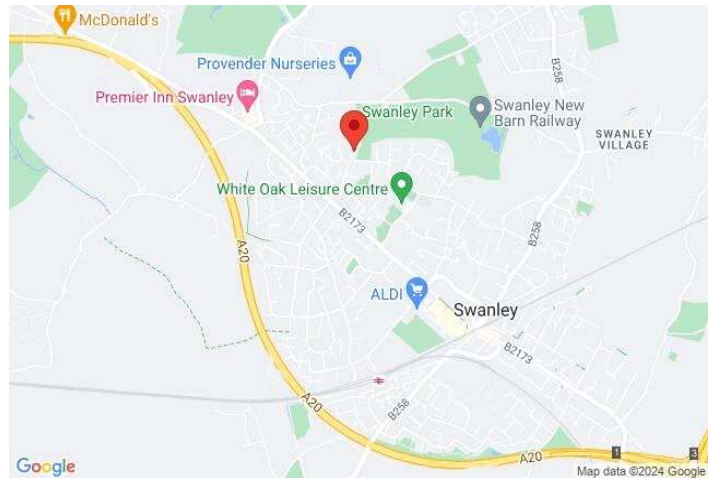 McDonald's
Provender Nurseries
B258
Premier Inn Swanley
Swanley Park
Swanley New
Barn Railway
SWANLEY
VILLAGE
White Oak Leisure Centre
B2173
A20
B258
ALDI
Swanley
B2173
A20
B258
A20
1
3
Google
Map data ©2024 Google